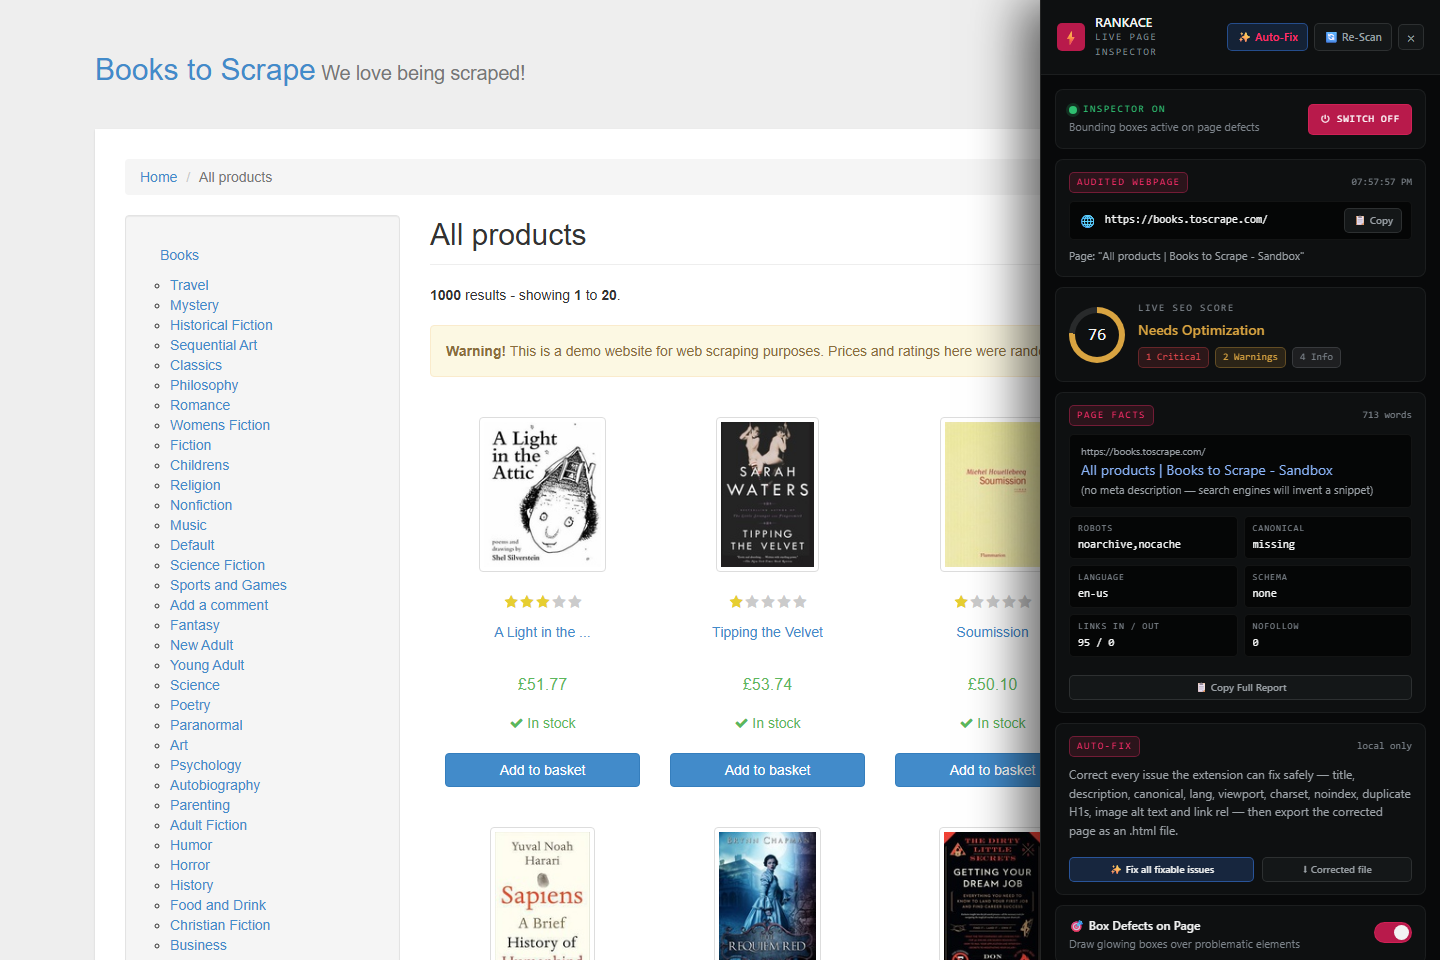 Books to Scrape We love being scraped!
Home / All products
Books
Travel
Mystery
Historical Fiction
Sequential Art
Classics
Philosophy
Romance
Womens Fiction
Fiction
Childrens
Religion
Nonfiction
Music
Default
Science Fiction
Sports and Games
Add a comment
Fantasy
New Adult
Young Adult
Science
Poetry
Paranormal
Art
Psychology
Autobiography
Parenting
Adult Fiction
Humor
Horror
History
Food and Drink
Christian Fiction
Business
All products
1000 results - showing 1 to 20.
Warning! This is a demo website for web scraping purposes. Prices and ratings here were
A Light
in the
Attic
poems and
drawings by
Shel Silverstein
A Light in the ...
£51.77
In stock
Add to basket
SARAH
WATERS
TIPPING
THE VELVET
Tipping the Velvet
£53.74
In stock
Add to basket
Michel Houellebecq
Soumission
Flammarion
Soumission
£50.10
In stock
Add to basket
Yuval Noah
Harari
Sapiens
A Brief
History of
Humankind
REQUIEM RED
THE DIRTY
LITTLE
SECRETS
GETTING YOUR
DREAM JOB
DON
RANKACE
LIVE PAGE
INSPECTOR
Auto-Fix
Re-Scan
×
INSPECTOR ON
Bounding boxes active on page defects
SWITCH OFF
AUDITED WEBPAGE
07:57:57 PM
https://books.toscrape.com/
Copy
Page: "All products | Books to Scrape - Sandbox"
76
LIVE SEO SCORE
Needs Optimization
1 Critical
2 Warnings
4 Info
PAGE FACTS
713 words
https://books.toscrape.com/
All products | Books to Scrape - Sandbox
(no meta description — search engines will invent a snippet)
ROBOTS
noarchive,nocache
CANONICAL
missing
LANGUAGE
en-us
SCHEMA
none
LINKS IN / OUT
95 / 0
NOFOLLOW
0
Copy Full Report
AUTO-FIX
local only
Correct every issue the extension can fix safely — title,
description, canonical, lang, viewport, charset, noindex, duplicate
H1s, image alt text and link rel — then export the corrected
page as an .html file.
Fix all fixable issues
Corrected file
Box Defects on Page
Draw glowing boxes over problematic elements